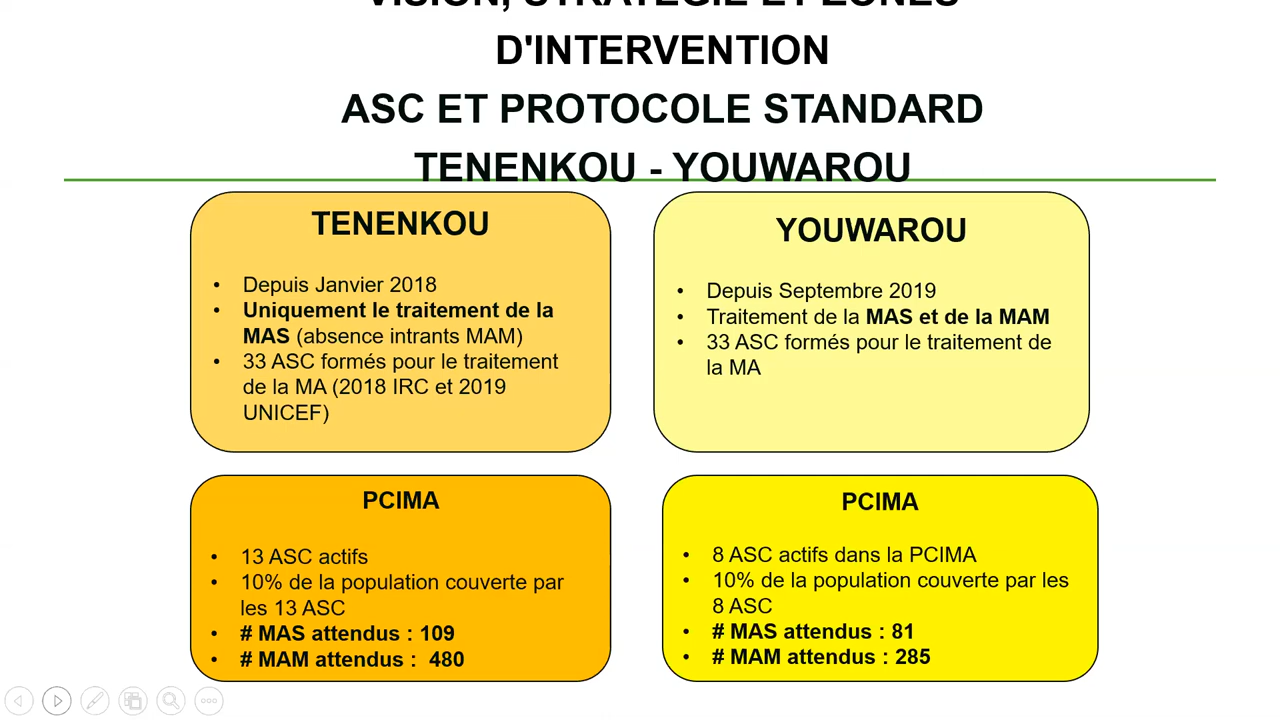 VISION, STRATEGIE ET ZONES
D'INTERVENTION
ASC ET PROTOCOLE STANDARD
TENENKOU - YOUWAROU
TENENKOU
• Depuis Janvier 2018
• Uniquement le traitement de la
MAS (absence intrants MAM)
• 33 ASC formés pour le traitement
de la MA (2018 IRC et 2019
UNICEF)
YOUWAROU
• Depuis Septembre 2019
• Traitement de la MAS et de la MAM
• 33 ASC formés pour le traitement de
la MA
PCIMA
• 13 ASC actifs
• 10% de la population couverte par
les 13 ASC
• # MAS attendus : 109
• # MAM attendus : 480
PCIMA
• 8 ASC actifs dans la PCIMA
• 10% de la population couverte par les
8 ASC
• # MAS attendus : 81
• # MAM attendus : 285